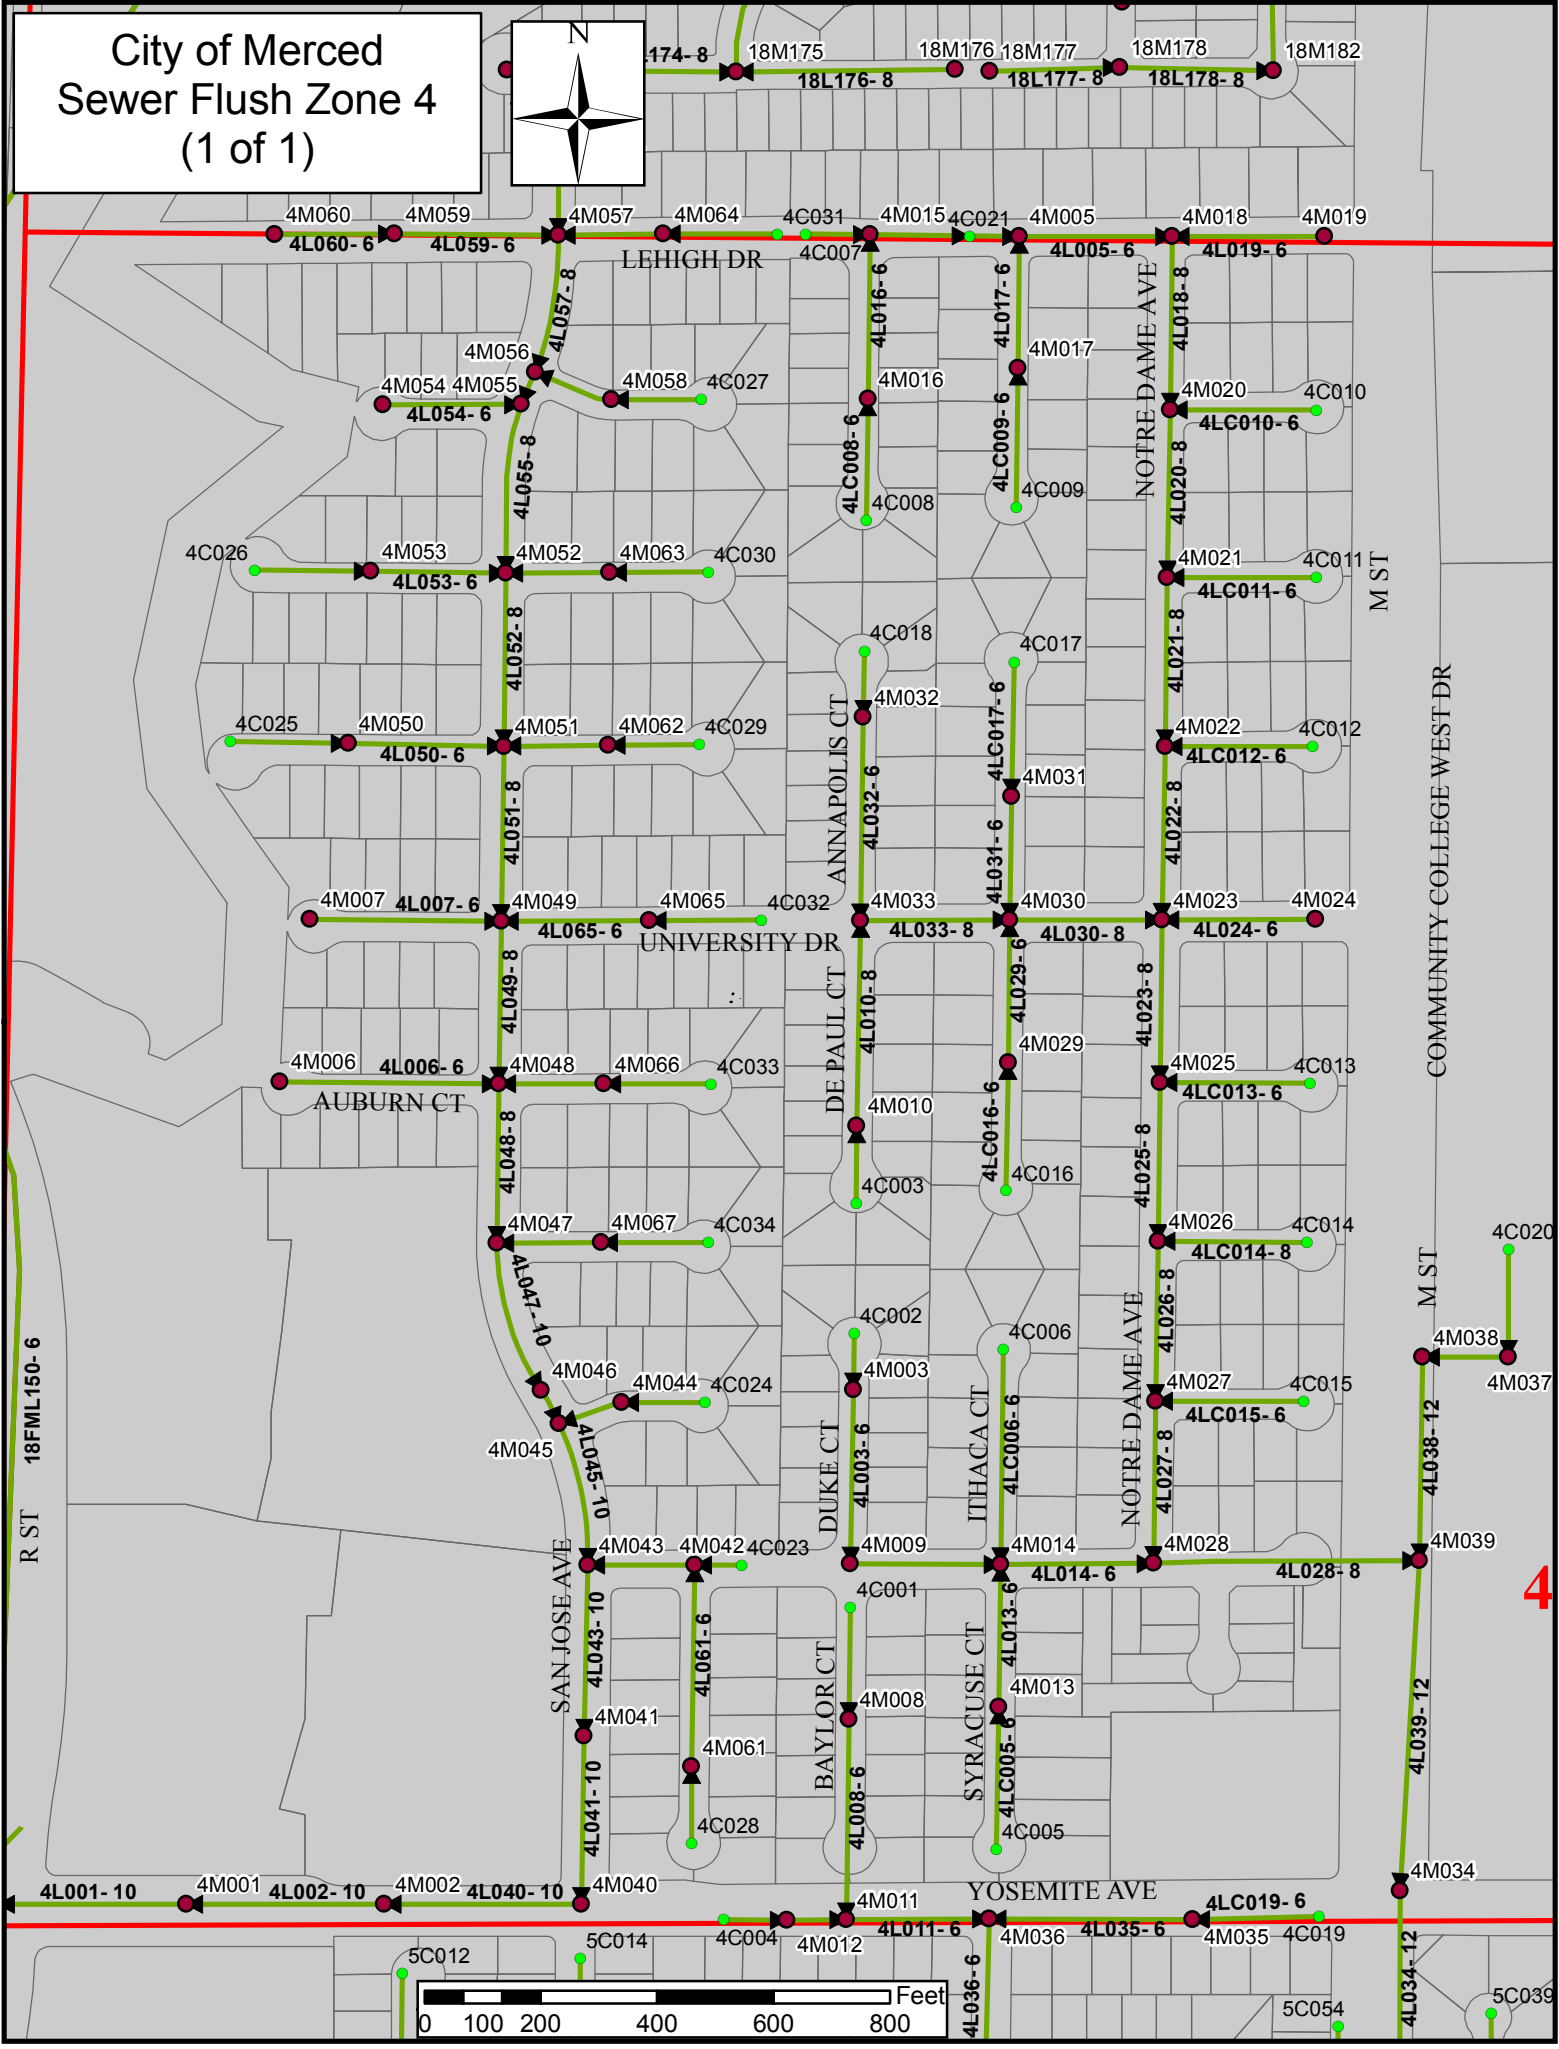 City of Merced
Sewer Flush Zone 4
(1 of 1)
N
L174- 8
18M175
18M176
18M177
18M178
18M182
18L176- 8
18L177- 8
18L178- 8
4M060
4M059
4M057
4M064
4C031
4M015
4C021
4M005
4M018
4M019
4L060- 6
4L059- 6
LEHIGH DR
4C007
4L005- 6
4L019- 6
4L057- 8
4L016- 6
4L017- 6
NOTRE DAME AVE
4L018- 8
4M056
4M017
4M054
4M055
4M058
4C027
4M016
4M020
4C010
4L054- 6
4LC010- 6
4L055- 8
4LC008- 6
4LC009- 6
4L020- 8
4C008
4C009
4C026
4M053
4M052
4M063
4C030
4M021
4C011
4L053- 6
4LC011- 6
M ST
4L052- 8
4L021- 8
4C018
4C017
4M032
4C025
4M050
4M051
4M062
4C029
4M022
4C012
4L050- 6
4LC012- 6
ANNAPOLIS CT
4LC017- 6
4M031
4L051- 8
4L032- 6
4L031- 6
4L022- 8
COMMUNITY COLLEGE WEST DR
4M007
4L007- 6
4M049
4M065
4C032
4M033
4M030
4M023
4M024
4L065- 6
UNIVERSITY DR
4L033- 8
4L030- 8
4L024- 6
4L049- 8
DE PAUL CT
4L010- 8
4L029- 6
4L023- 8
4M006
4L006- 6
4M048
4M066
4C033
4M029
4M025
4C013
AUBURN CT
4LC013- 6
4M010
4L048- 8
4LC016- 6
4L025- 8
4C003
4C016
4M047
4M067
4C034
4M026
4C014
4C020
4LC014- 8
4L047- 10
4L026- 8
M ST
4C002
4C006
4M038
4M037
4M046
4M044
4C024
4M003
4M027
4C015
4LC015- 6
18FML150- 6
4M045
4L045- 10
DUKE CT
4L003- 6
ITHACA CT
4LC006- 6
NOTRE DAME AVE
4L027- 8
4L038- 12
R ST
4M043
4M042
4C023
4M009
4M014
4M028
4M039
4L014- 6
4L028- 8
4
4C001
SAN JOSE AVE
4L043- 10
4L061- 6
BAYLOR CT
SYRACUSE CT
4L013- 6
4M041
4M008
4M013
4L039- 12
4M061
4L041- 10
4L008- 6
4LC005- 6
4C028
4C005
4L001- 10
4M001
4L002- 10
4M002
4L040- 10
4M040
4M034
4M011
YOSEMITE AVE
4LC019- 6
4C004
4M012
4L011- 6
4M036
4L035- 6
4M035
4C019
5C012
5C014
4L036- 6
4L034- 12
5C054
5C039
Feet
0 100 200 400 600 800